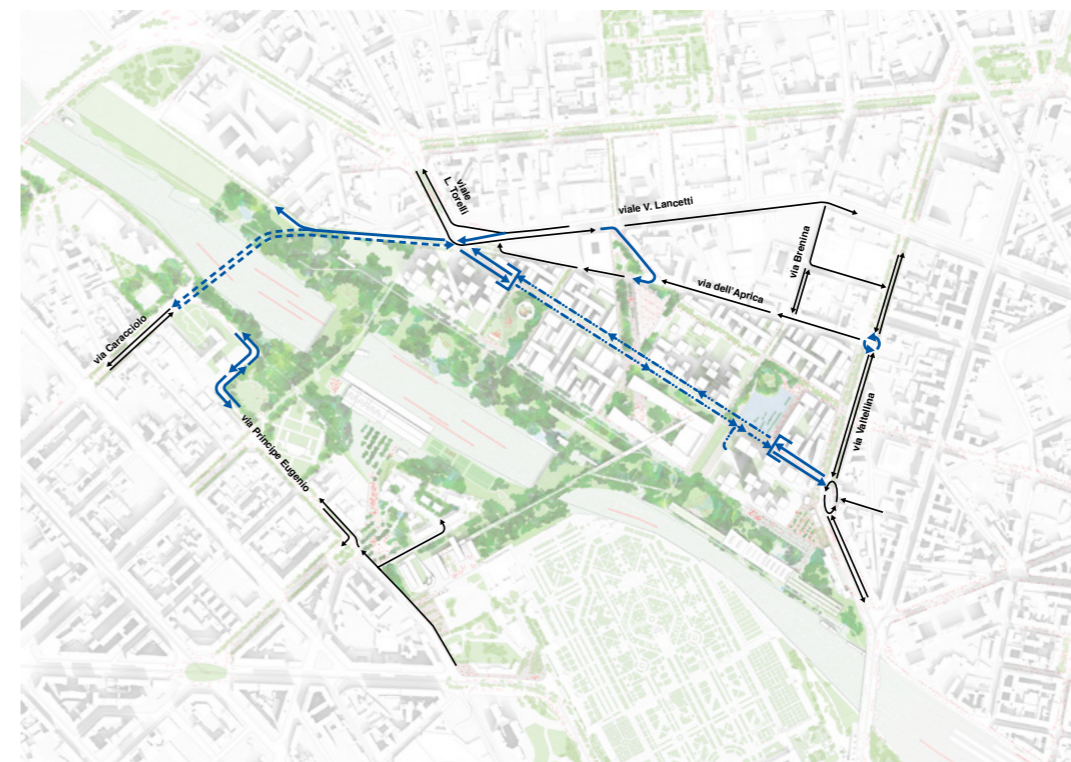 viale
L. Torelli
viale V. Lancetti
via Brenina
via dell'Aprica
via Caracciolo
via Valtellina
via Principe Eugenio